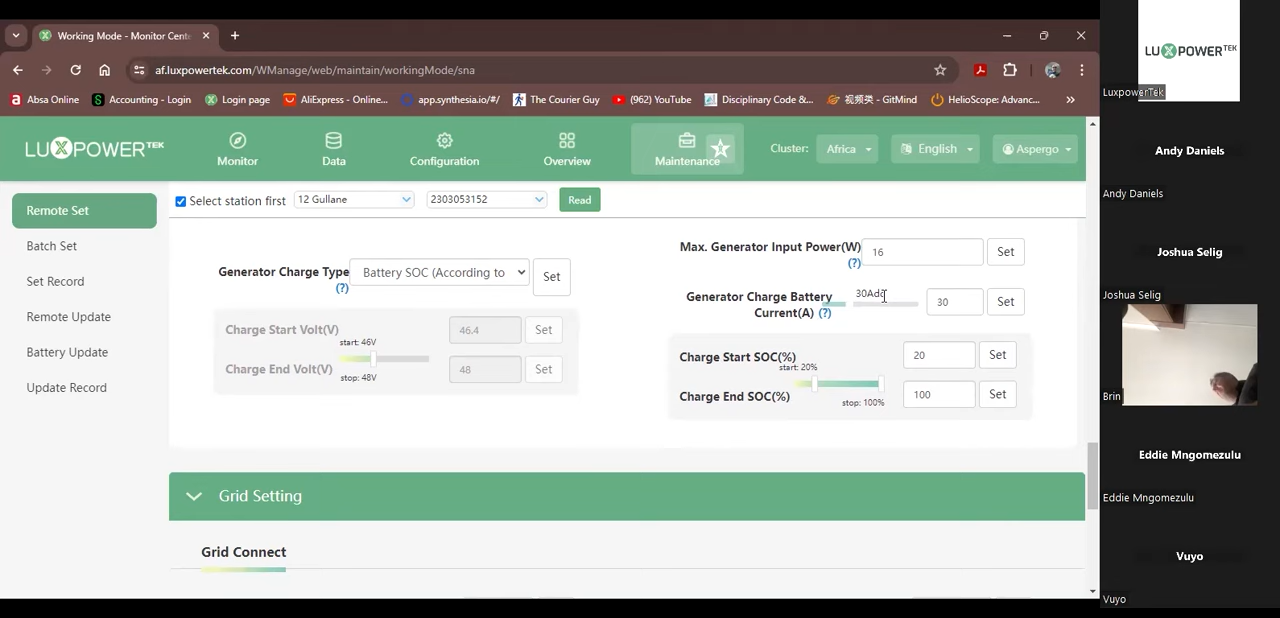 Working Mode - Monitor Cent
af.luxpowertek.com/WManage/web/maintain/workingMode/sna
Absa Online
Accounting - Login
Login page
AliExpress - Online...
app.synthesia.io/#/
The Courier Guy
(962) YouTube
Disciplinary Code &...
视频类 - GitMind
HelioScope: Advanc...
LUXPOWERTEK
Monitor
Data
Configuration
Overview
Maintenance
Cluster:
Africa
English
Aspergo
Remote Set
Batch Set
Set Record
Remote Update
Battery Update
Update Record
Select station first
12 Gullane
2303053152
Read
Generator Charge Type
(?)
Battery SOC (According to
Set
Charge Start Volt(V)
46.4
Set
start: 46V
Charge End Volt(V)
48
Set
stop: 48V
Max. Generator Input Power(W)
(?)
16
Set
Generator Charge Battery
Current(A) (?)
30Ada
30
Set
Charge Start SOC(%)
20
Set
start: 20%
Charge End SOC(%)
100
Set
stop: 100%
Grid Setting
Grid Connect
LUXPOWERTEK
LuxpowerTek
Andy Daniels
Andy Daniels
Joshua Selig
Joshua Selig
Brin
Eddie Mngomezulu
Eddie Mngomezulu
Vuyo
Vuyo